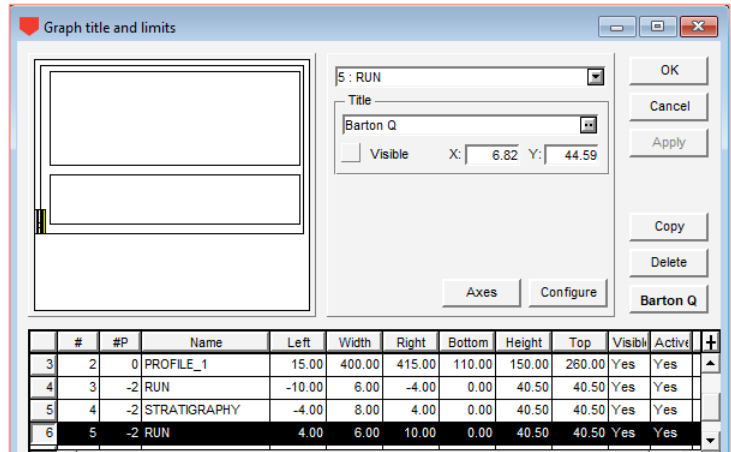 Graph title and limits
5 : RUN
Title
Barton Q
Visible X: 6.82 Y: 44.59
Axes Configure
OK
Cancel
Apply
Copy
Delete
Barton Q
# #P Name Left Width Right Bottom Height Top Visibl Active +
3 2 0 PROFILE_1 15.00 400.00 415.00 110.00 150.00 260.00 Yes Yes
4 3 -2 RUN -10.00 6.00 -4.00 0.00 40.50 40.50 Yes Yes
5 4 -2 STRATIGRAPHY -4.00 8.00 4.00 0.00 40.50 40.50 Yes Yes
6 5 -2 RUN 4.00 6.00 10.00 0.00 40.50 40.50 Yes Yes